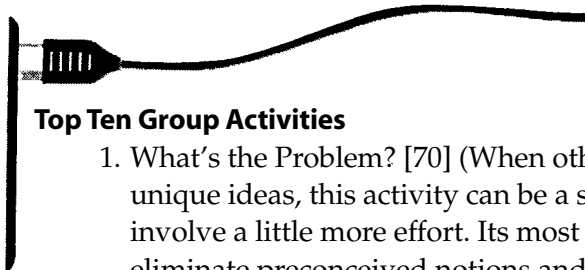 Top Ten Group Activities
1. What's the Problem? [70] (When
unique ideas, this activity can be a
involve a little more effort. Its most
eliminate preconceived notions and